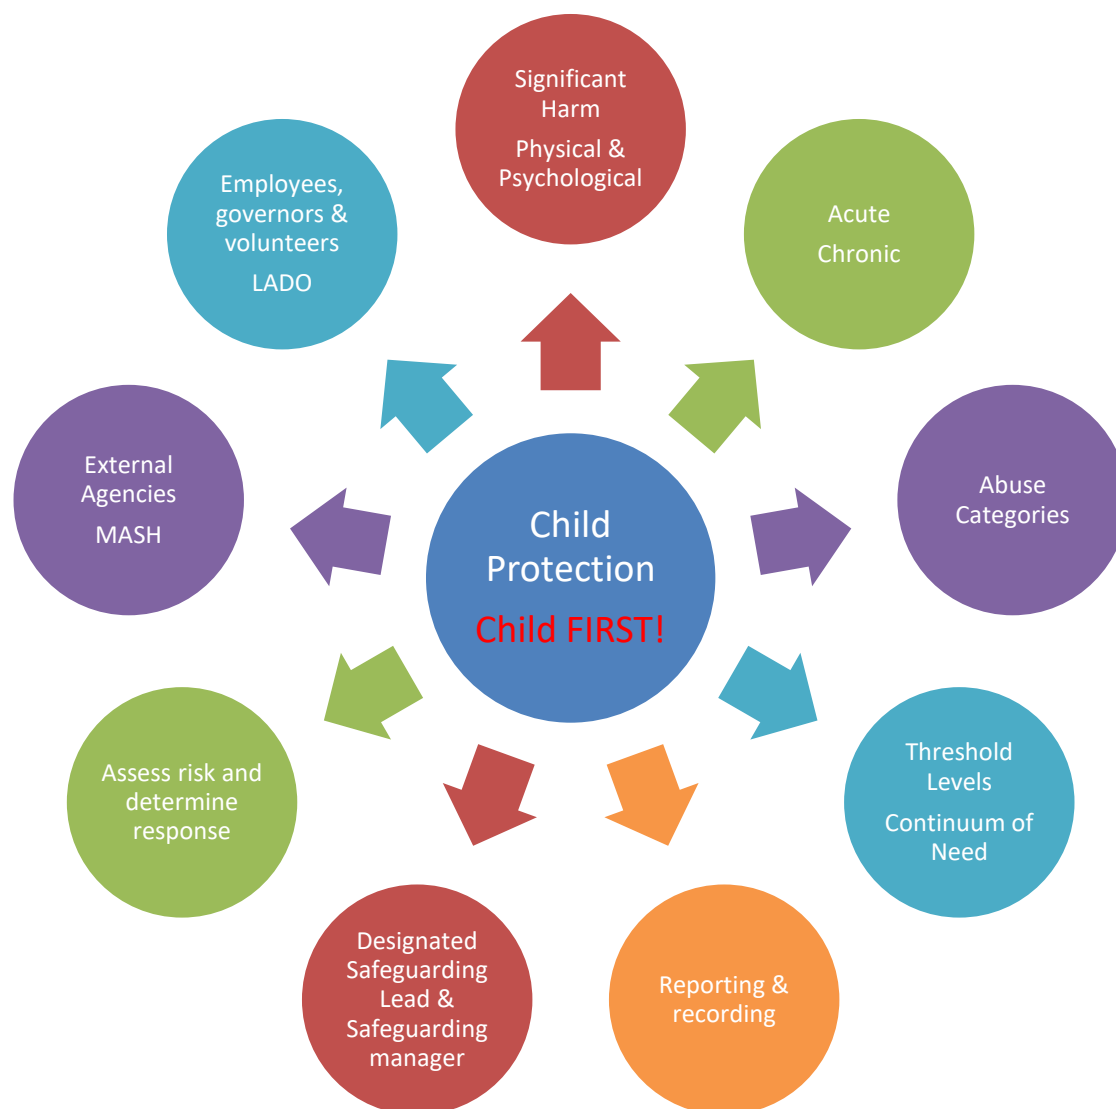 Significant
Harm
Physical &
Psychological
Acute
Chronic
Abuse
Categories
Threshold
Levels
Continuum of
Need
Reporting &
recording
Designated
Safeguarding
Lead &
Safeguarding
manager
Assess risk and
determine
response
External
Agencies
MASH
Employees,
governors &
volunteers
LADO
Child
Protection
Child FIRST!